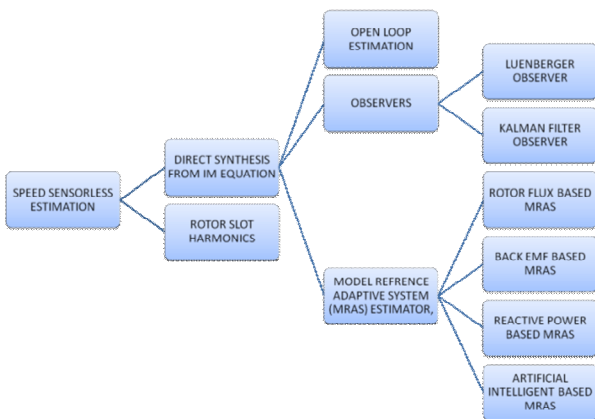 SPEED SENSORLESS
ESTIMATION
DIRECT SYNTHESIS
FROM IM EQUATION
ROTOR SLOT
HARMONICS
OPEN LOOP
ESTIMATION
OBSERVERS
MODEL REFRENCE
ADAPTIVE SYSTEM
(MRAS) ESTIMATOR,
LUENBERGER
OBSERVER
KALMAN FILTER
OBSERVER
ROTOR FLUX BASED
MRAS
BACK EMF BASED
MRAS
REACTIVE POWER
BASED MRAS
ARTIFICIAL
INTELLIGENT BASED
MRAS